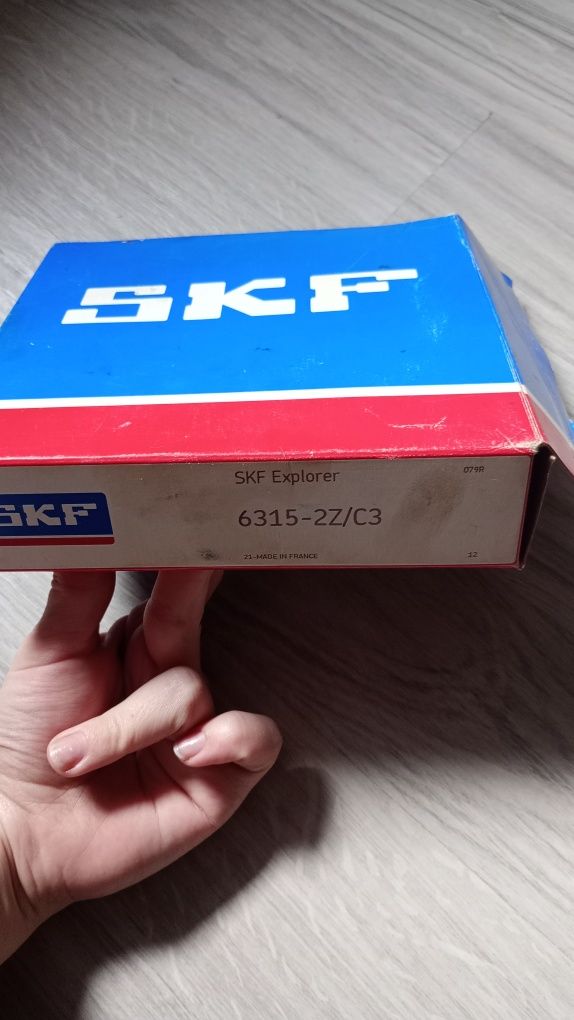 SKF
SKF Explorer
079R
SKF
6315-2Z/C3
21-MADE IN FRANCE
12